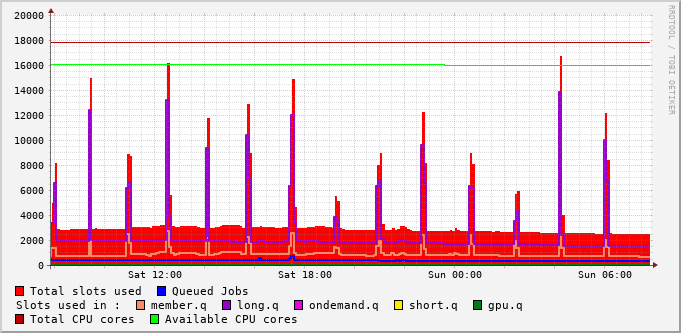 RRDTOOL / TOBI OETIKER
20000
18000
16000
14000
12000
10000
8000
6000
4000
2000
0
Sat 12:00 Sat 18:00 Sun 00:00 Sun 06:00
Total slots used Queued Jobs
Slots used in : member.q long.q ondemand.q short.q gpu.q
Total CPU cores Available CPU cores